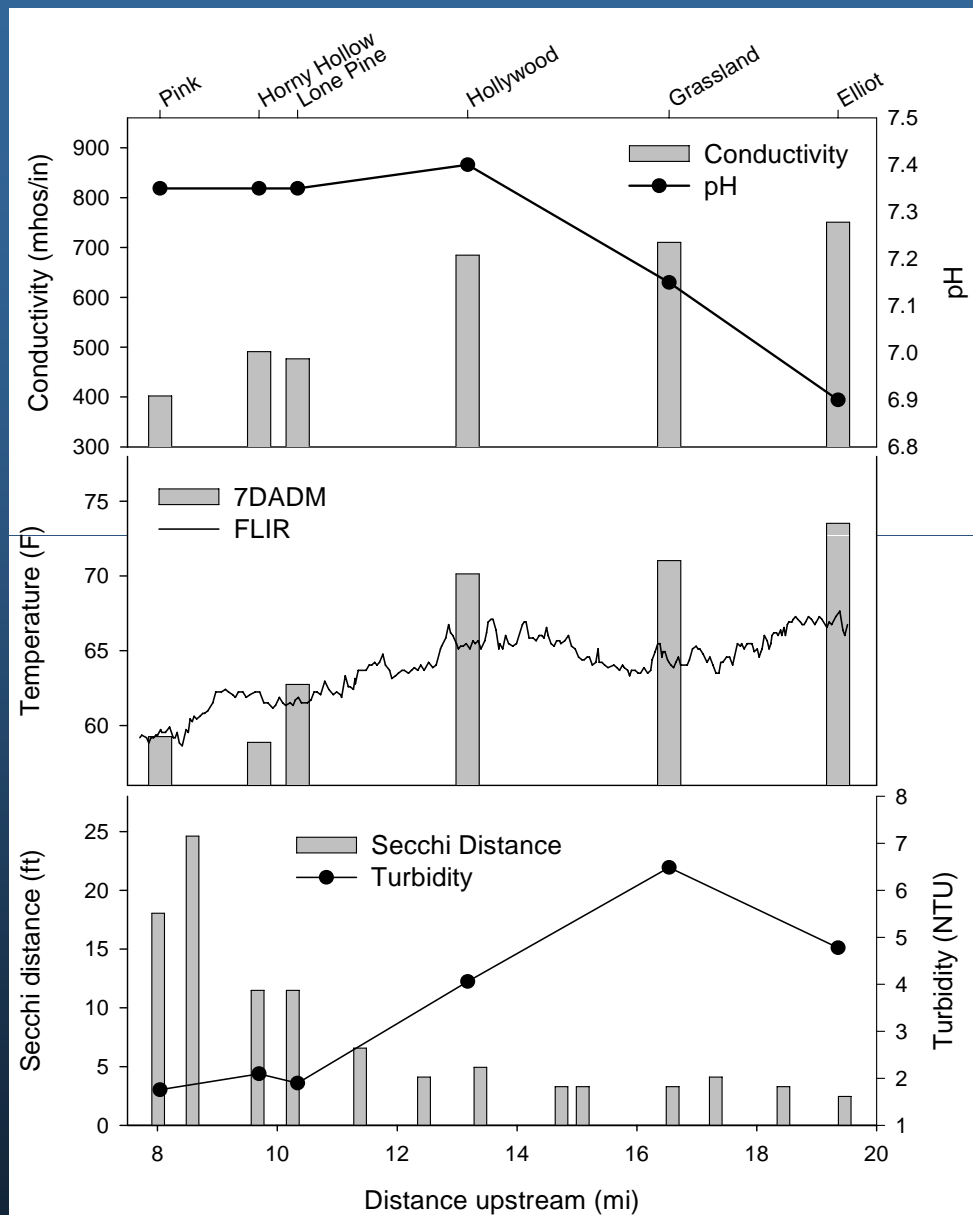 Pink
Horny Hollow
Lone Pine
Hollywood
Grassland
Elliot
Conductivity (mhos/in)
900
800
700
600
500
400
300
Conductivity
pH
7.5
7.4
7.3
7.2
7.1
7.0
6.9
6.8
pH
Temperature (F)
75
70
65
60
7DADM
FLIR
Secchi distance (ft)
25
20
15
10
5
0
Secchi Distance
Turbidity
8
7
6
5
4
3
2
1
Turbidity (NTU)
8 10 12 14 16 18 20
Distance upstream (mi)